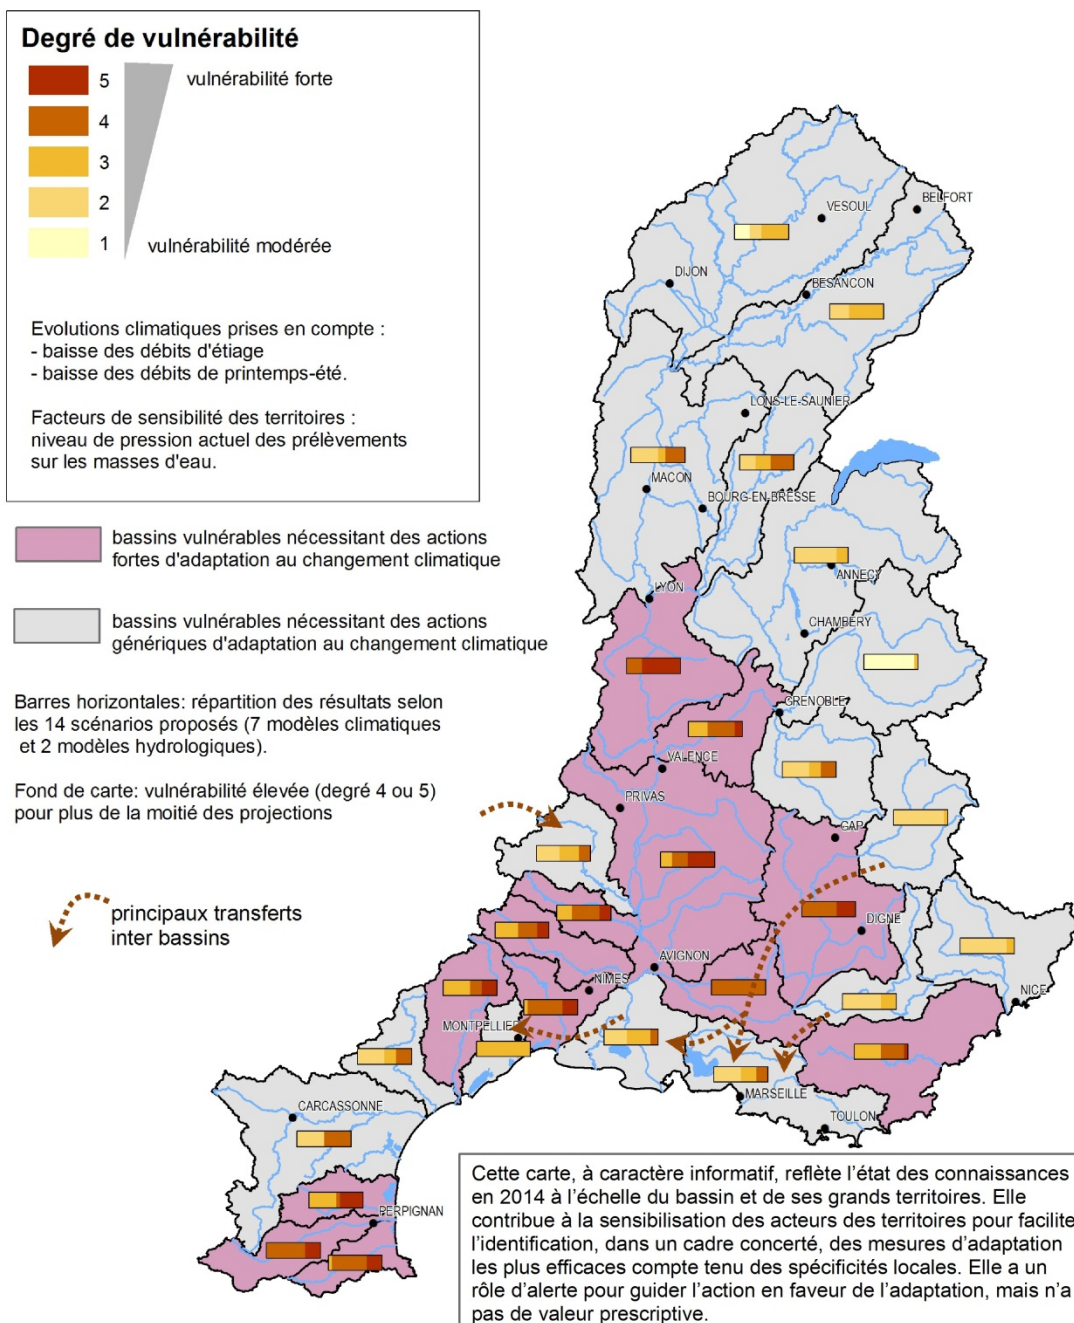 Degré de vulnérabilité
5
vulnérabilité forte
4
3
2
1
vulnérabilité modérée
Evolutions climatiques prises en compte :
- baisse des débits d'étiage
- baisse des débits de printemps-été.
Facteurs de sensibilité des territoires :
niveau de pression actuel des prélèvements
sur les masses d'eau.
bassins vulnérables nécessitant des actions
fortes d'adaptation au changement climatique
bassins vulnérables nécessitant des actions
génériques d'adaptation au changement climatique
Barres horizontales: répartition des résultats selon
les 14 scénarios proposés (7 modèles climatiques
et 2 modèles hydrologiques).
Fond de carte: vulnérabilité élevée (degré 4 ou 5)
pour plus de la moitié des projections
principaux transferts
inter bassins
BELFORT
VESOUL
DIJON
BESANCON
LONS-LE-SAUNIER
MACON
BOURG-EN-BRESSE
ANNECY
LYON
CHAMBÉRY
GRENOBLE
VALENCE
PRIVAS
GAP
DIGNE
AVIGNON
NÎMES
NICE
MONTPELLIER
MARSEILLE
TOULON
CARCASSONNE
PERPIGNAN
Cette carte, à caractère informatif, reflète l'état des connaissances
en 2014 à l'échelle du bassin et de ses grands territoires. Elle
contribue à la sensibilisation des acteurs des territoires pour facilite
l'identification, dans un cadre concerté, des mesures d'adaptation
les plus efficaces compte tenu des spécificités locales. Elle a un
rôle d'alerte pour guider l'action en faveur de l'adaptation, mais n'a
pas de valeur prescriptive.